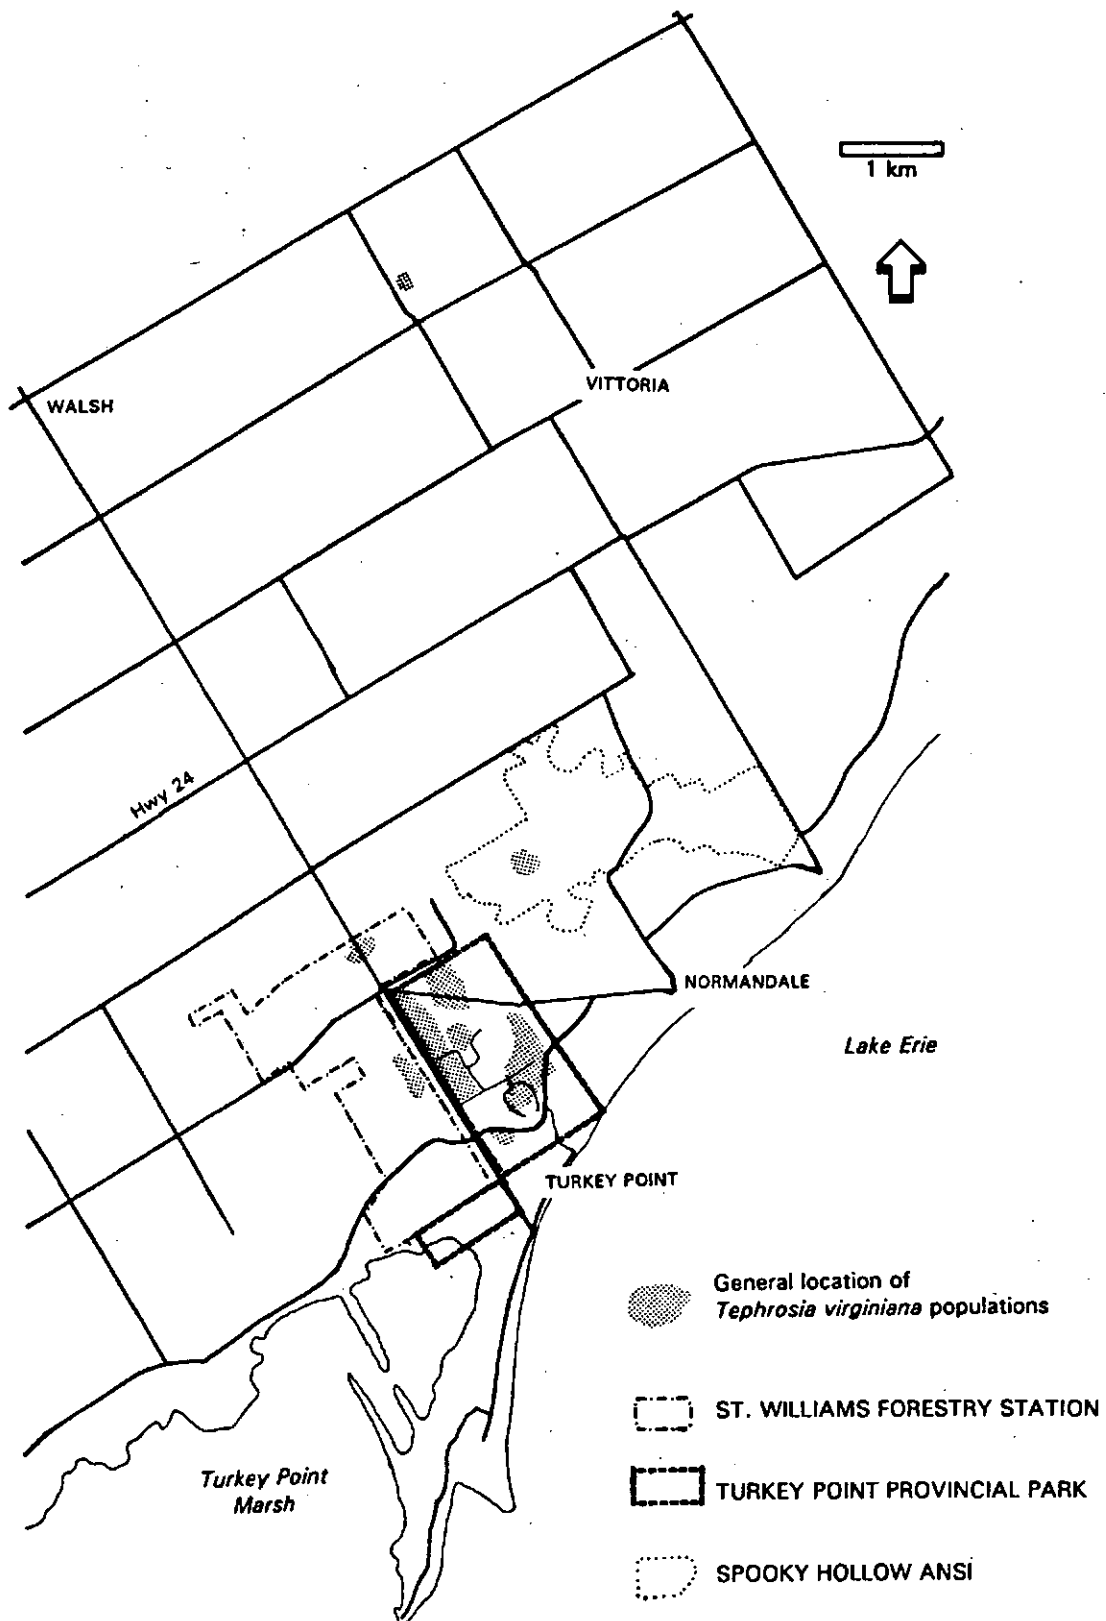 1 km
WALSH
VITTORIA
Hwy 24
NORMANDALE
Lake Erie
TURKEY POINT
General location of
Tephrosia virginiana populations
ST. WILLIAMS FORESTRY STATION
TURKEY POINT PROVINCIAL PARK
Turkey Point
Marsh
SPOOKY HOLLOW ANSI